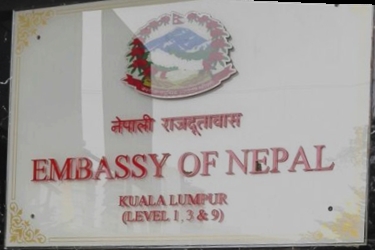 नेपाली राजदूतावास
EMBASSY OF NEPAL
KUALA LUMPUR
(LEVEL 1, 3 & 9)